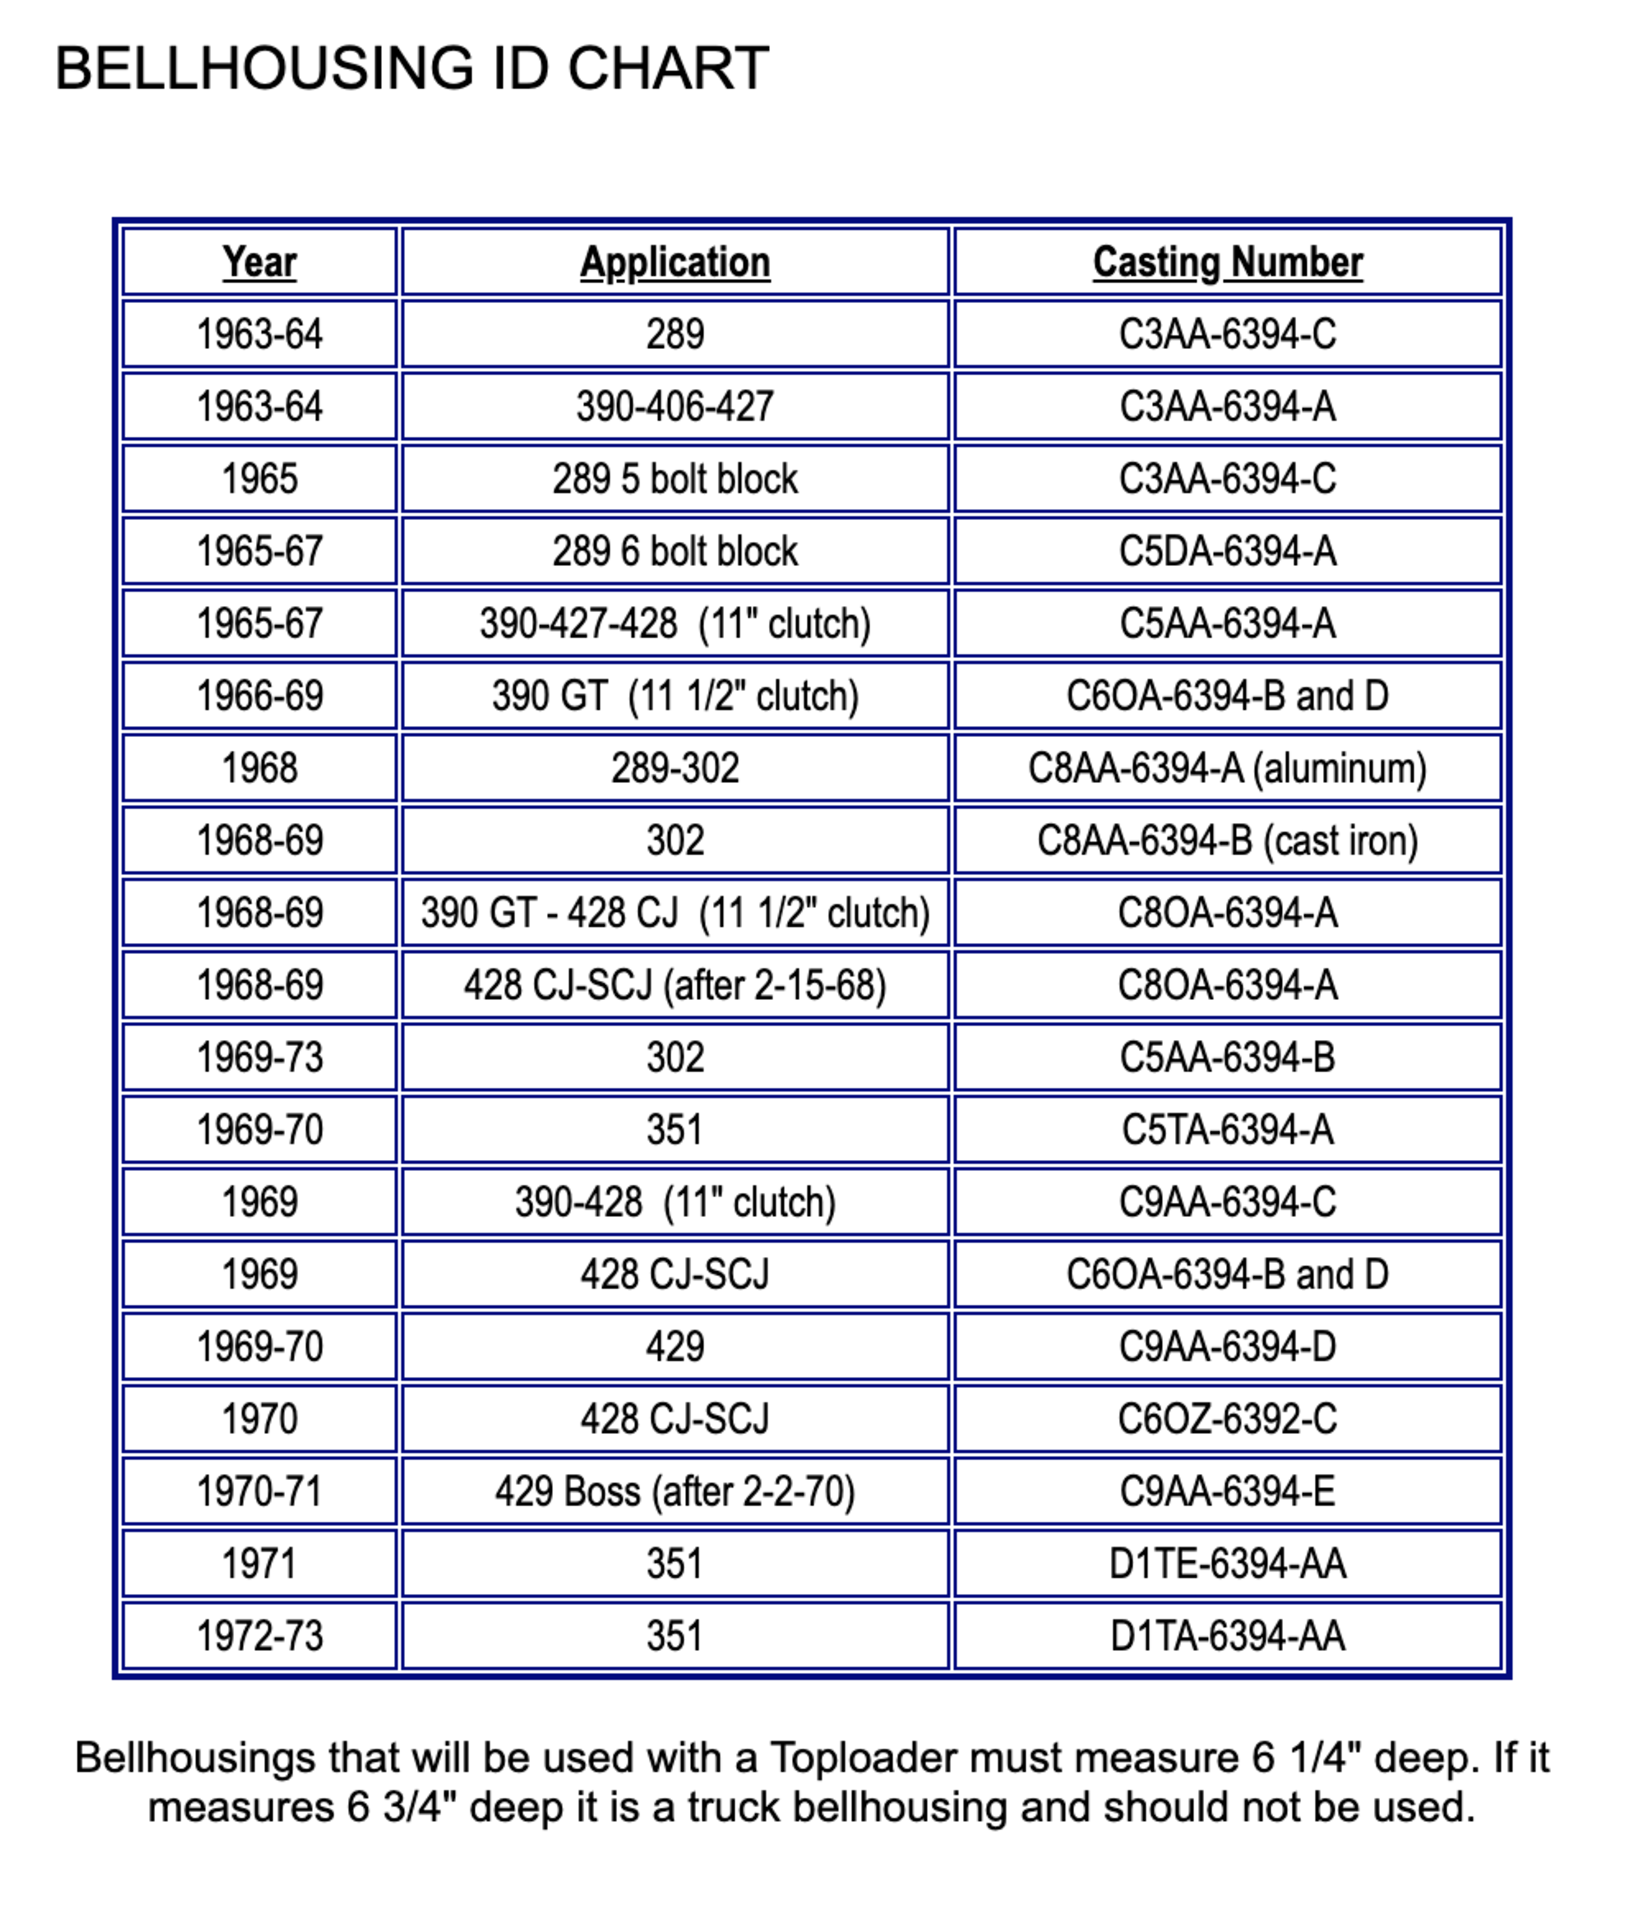 BELLHOUSING ID CHART
Year Application Casting Number
1963-64 289 C3AA-6394-C
1963-64 390-406-427 C3AA-6394-A
1965 289 5 bolt block C3AA-6394-C
1965-67 289 6 bolt block C5DA-6394-A
1965-67 390-427-428 (11" clutch) C5AA-6394-A
1966-69 390 GT (11 1/2" clutch) C6OA-6394-B and D
1968 289-302 C8AA-6394-A (aluminum)
1968-69 302 C8AA-6394-B (cast iron)
1968-69 390 GT - 428 CJ (11 1/2" clutch) C8OA-6394-A
1968-69 428 CJ-SCJ (after 2-15-68) C8OA-6394-A
1969-73 302 C5AA-6394-B
1969-70 351 C5TA-6394-A
1969 390-428 (11" clutch) C9AA-6394-C
1969 428 CJ-SCJ C6OA-6394-B and D
1969-70 429 C9AA-6394-D
1970 428 CJ-SCJ C6OZ-6392-C
1970-71 429 Boss (after 2-2-70) C9AA-6394-E
1971 351 D1TE-6394-AA
1972-73 351 D1TA-6394-AA
Bellhousings that will be used with a Toploader must measure 6 1/4" deep. If it
measures 6 3/4" deep it is a truck bellhousing and should not be used.